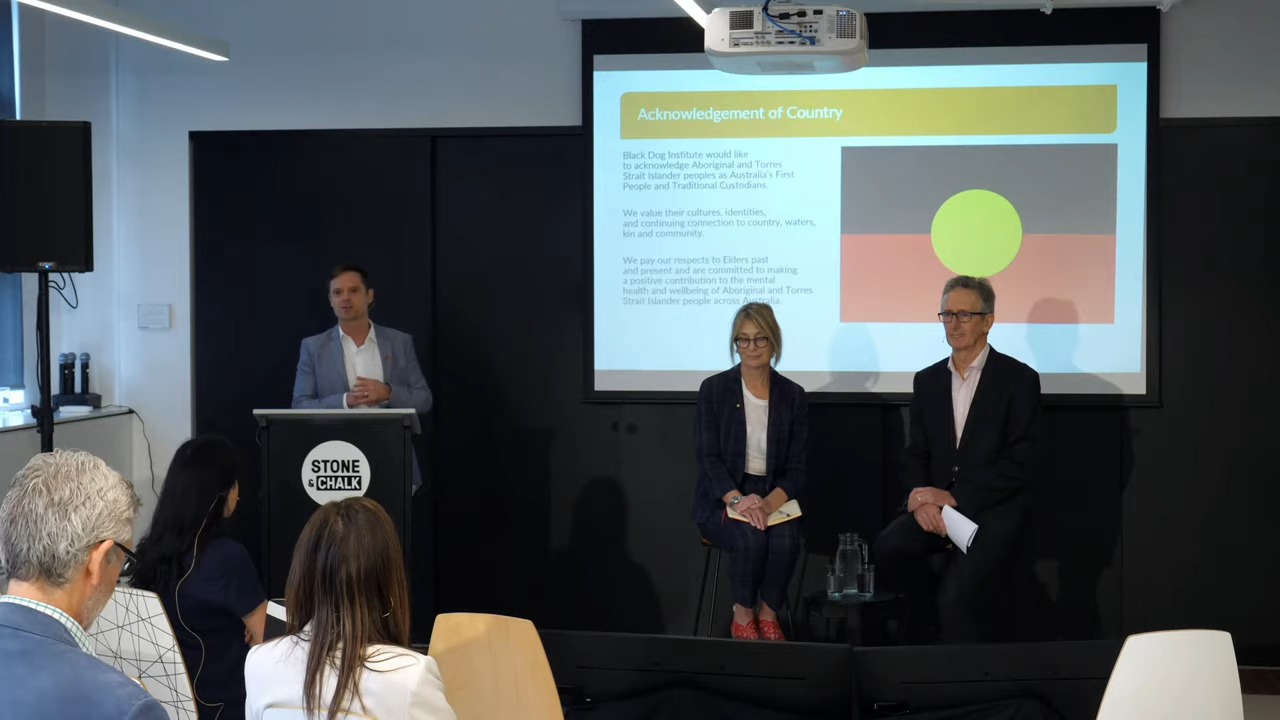 Acknowledgement of Country
Black Dog Institute would like
to acknowledge Aboriginal and Torres
Strait Islander peoples as Australia's First
People and Traditional Custodians.
We value their cultures, identities,
and continuing connection to country, waters,
kin and community.
We pay our respects to Elders past
and present and are committed to making
a positive contribution to the mental
health and wellbeing of Aboriginal and Torres
Strait Islander people across Australia.
STONE
& CHALK